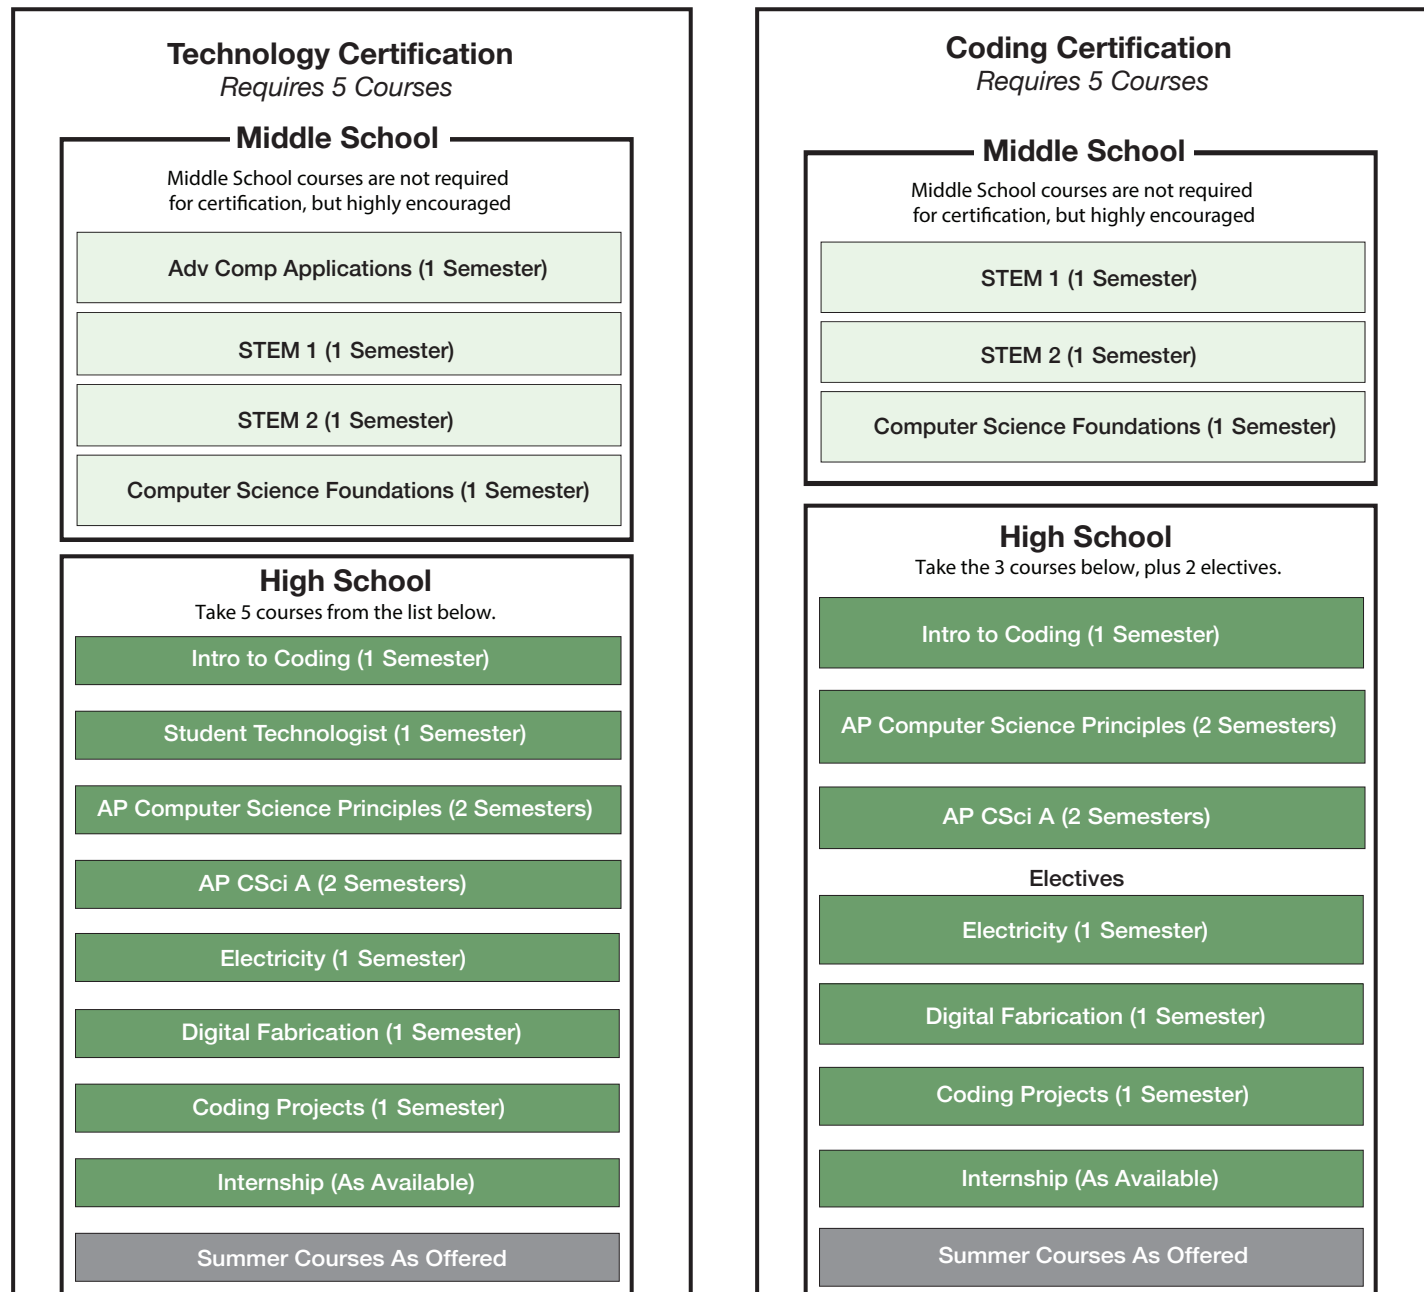 Technology Certification
Requires 5 Courses
Middle School
Middle School courses are not required
for certification, but highly encouraged
Adv Comp Applications (1 Semester)
STEM 1 (1 Semester)
STEM 2 (1 Semester)
Computer Science Foundations (1 Semester)
High School
Take 5 courses from the list below.
Intro to Coding (1 Semester)
Student Technologist (1 Semester)
AP Computer Science Principles (2 Semesters)
AP CSci A (2 Semesters)
Electricity (1 Semester)
Digital Fabrication (1 Semester)
Coding Projects (1 Semester)
Internship (As Available)
Summer Courses As Offered
Coding Certification
Requires 5 Courses
Middle School
Middle School courses are not required
for certification, but highly encouraged
STEM 1 (1 Semester)
STEM 2 (1 Semester)
Computer Science Foundations (1 Semester)
High School
Take the 3 courses below, plus 2 electives.
Intro to Coding (1 Semester)
AP Computer Science Principles (2 Semesters)
AP CSci A (2 Semesters)
Electives
Electricity (1 Semester)
Digital Fabrication (1 Semester)
Coding Projects (1 Semester)
Internship (As Available)
Summer Courses As Offered